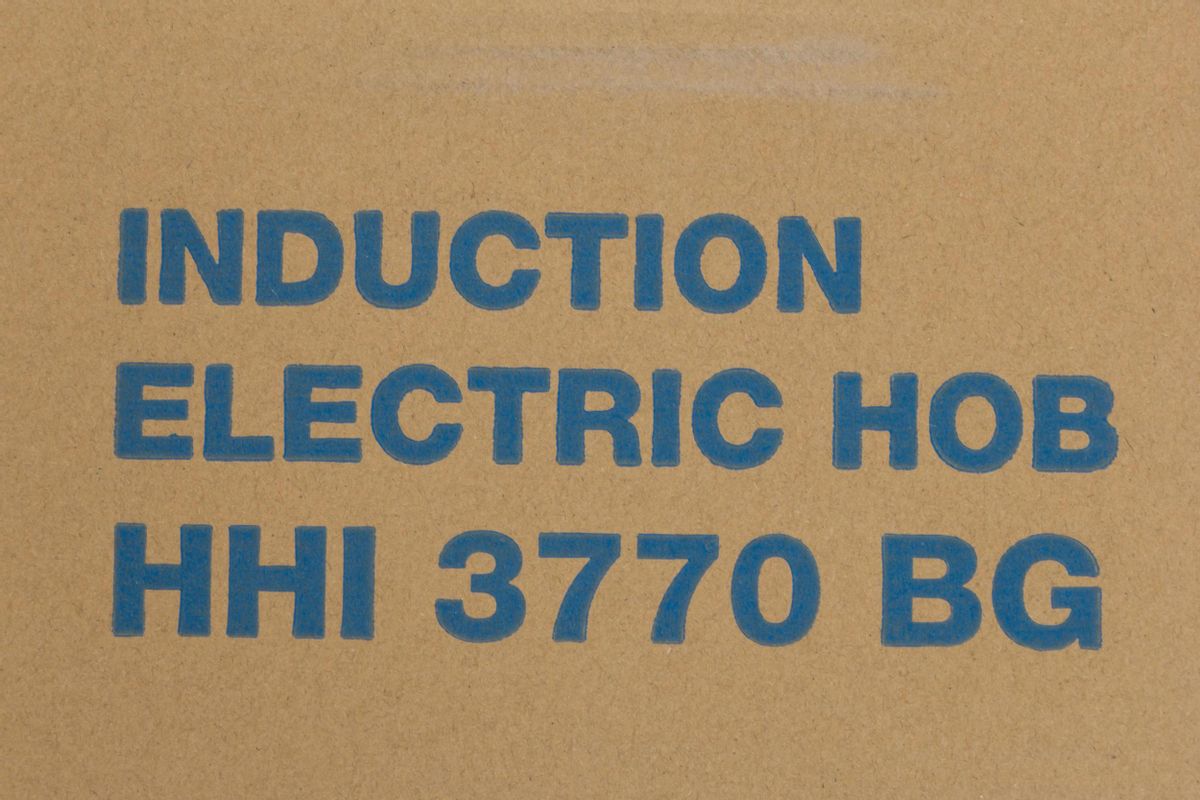 INDUCTION
ELECTRIC HOB
HHI 3770 BG